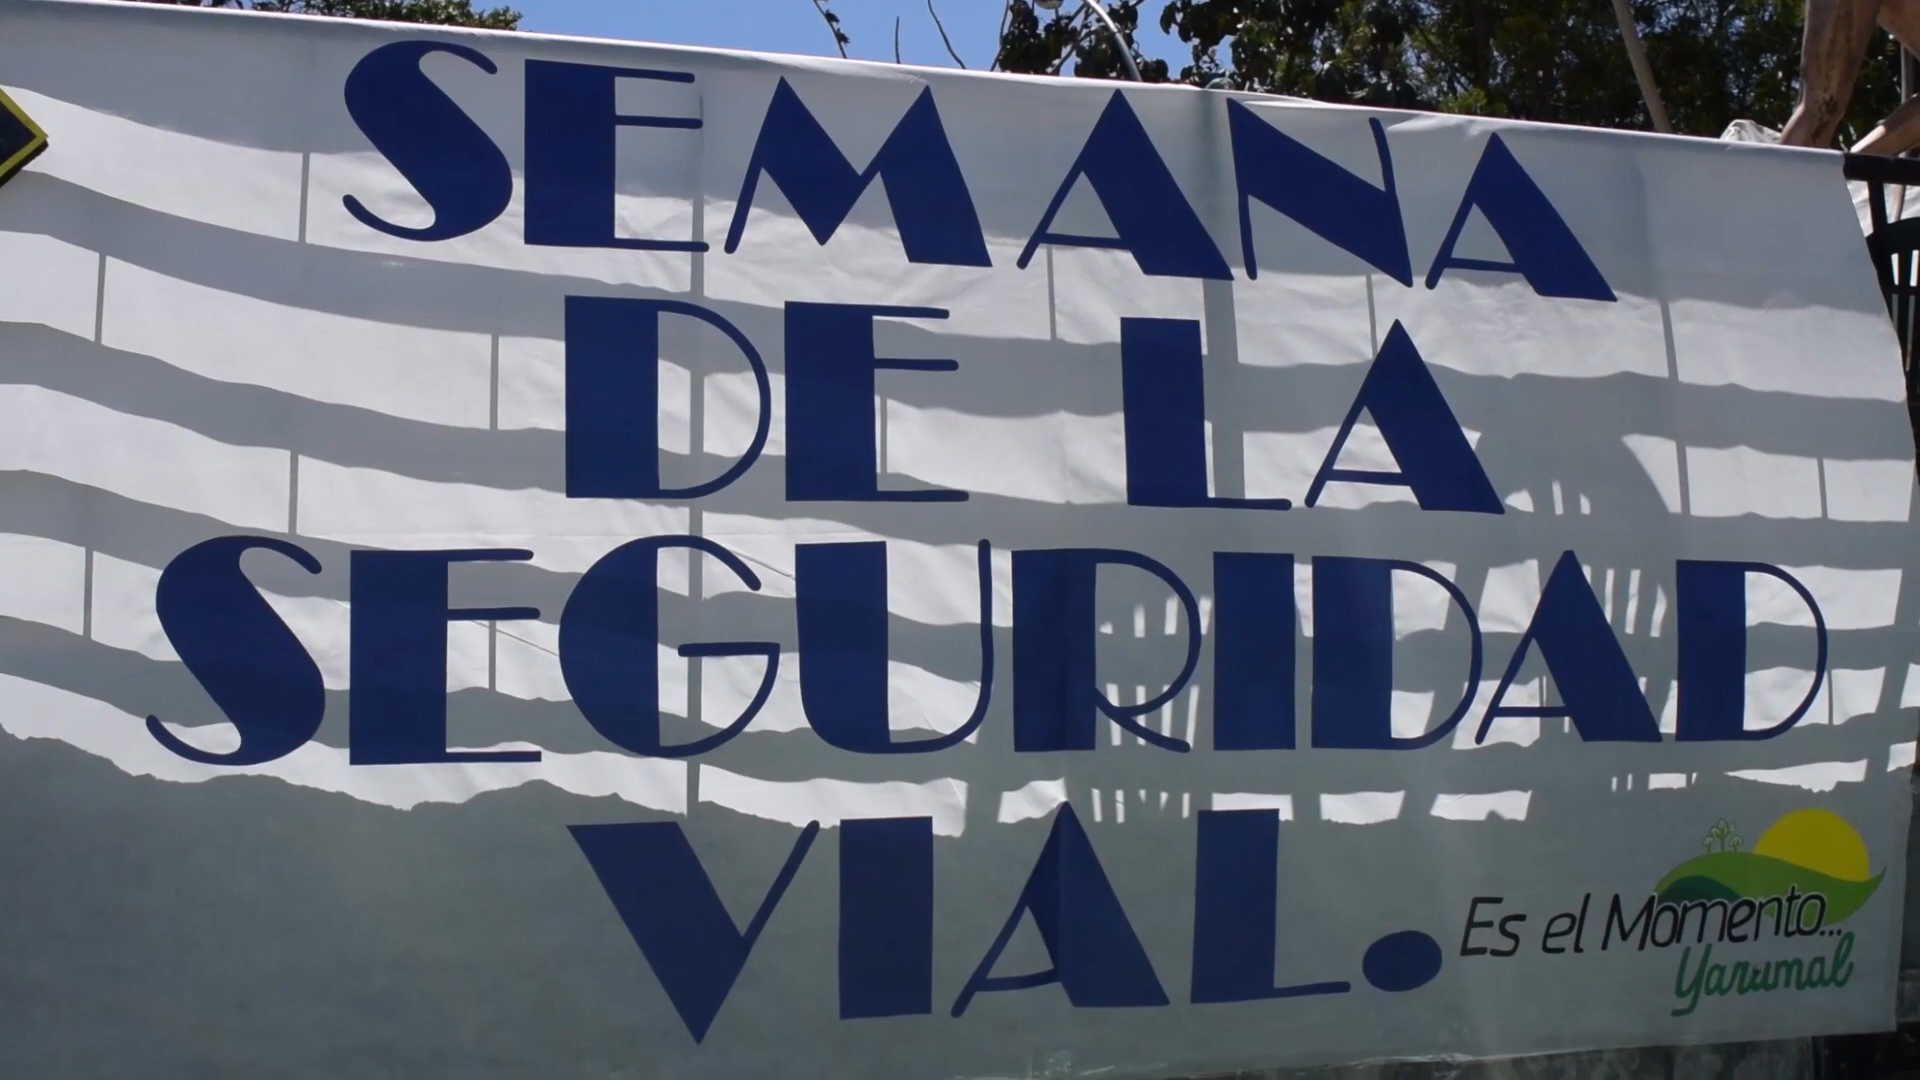 SEMANA
DE LA
SEGURIDAD
VIAL.
Es el Momento...
Yarumal